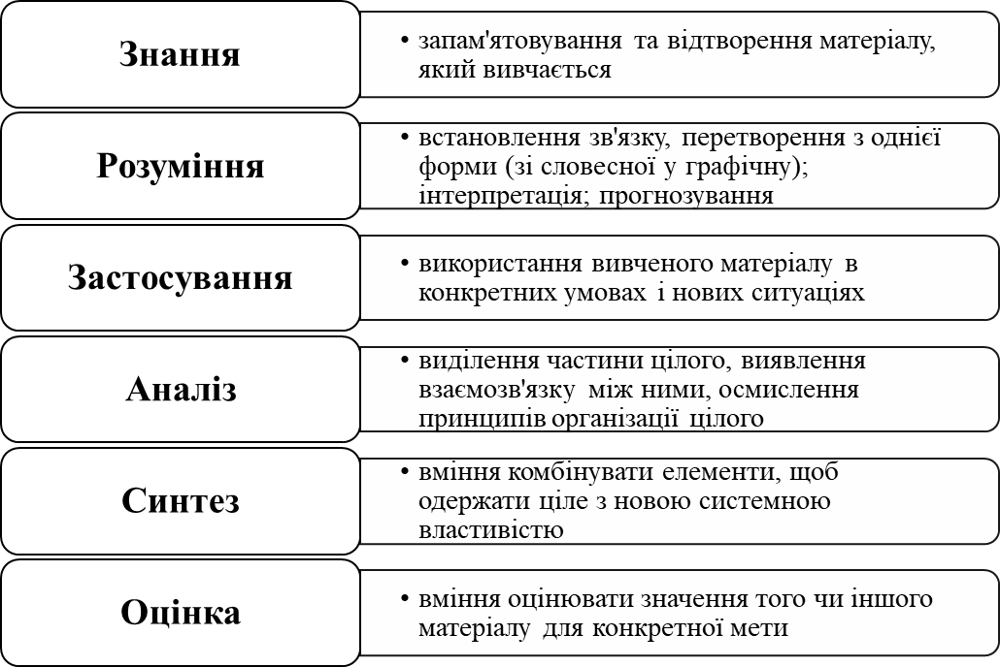 Знання
• запам'ятовування та відтворення матеріалу,
який вивчається
Розуміння
• встановлення зв'язку, перетворення з однієї
форми (зі словесної у графічну);
інтерпретація; прогнозування
Застосування
• використання вивченого матеріалу в
конкретних умовах і нових ситуаціях
Аналіз
• виділення частини цілого, виявлення
взаємозв'язку між ними, осмислення
принципів організації цілого
Синтез
• вміння комбінувати елементи, щоб
одержати ціле з новою системною
властивістю
Оцінка
• вміння оцінювати значення того чи іншого
матеріалу для конкретної мети